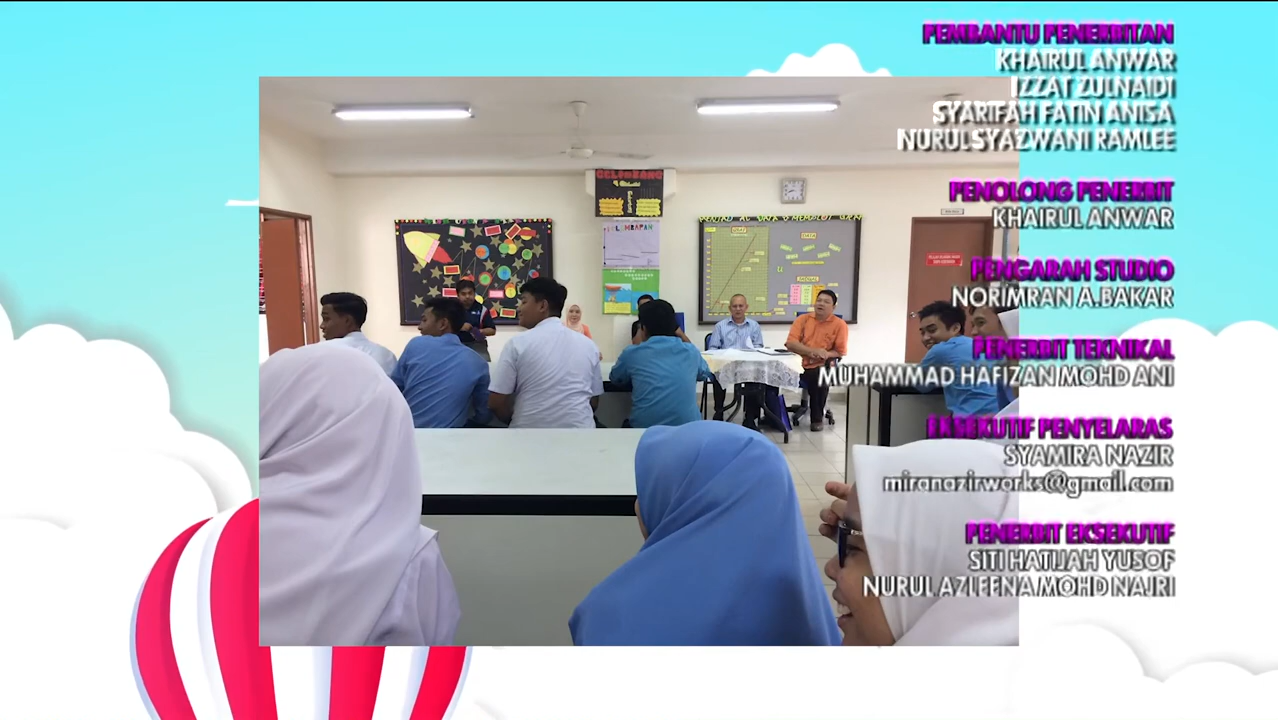 PEMBANTU PENERBITAN
KHAIRUL ANWAR
IZZAT ZULNAIDI
SYARIFAH FATIN ANISA
NURUL SYAZWANI RAMLEE
PENOLONG PENERBIT
KHAIRUL ANWAR
PENGARAH STUDIO
NORIMRAN A.BAKAR
PENERBIT TEKNIKAL
MUHAMMAD HAFIZAN MOHD ANI
EKSEKUTIF PENYELARAS
SYAMIRA NAZIR
miranazirworks@gmail.com
PENERBIT EKSEKUTIF
SITI HATIJAH YUSOF
NURUL AZLEENA MOHD NAJRI
GELOMBANG